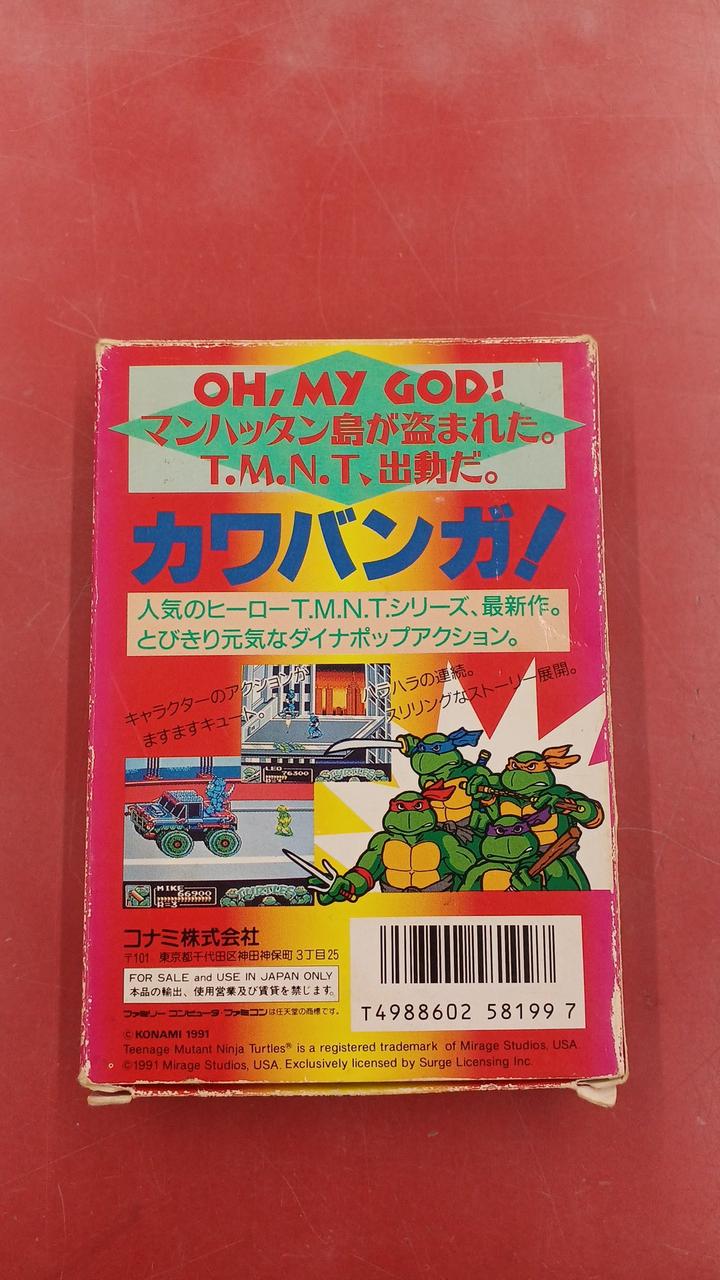 OH, MY GOD!
マンハッタン島が盗まれた。
T.M.N.T、出動だ。
カワバンガ!
人気のヒーローT.M.N.T.シリーズ、最新作。
とびきり元気なダイナポップアクション。
キャラクターのアクションが
ますますキュート。
ハラハラの連続。
スリリングなストーリー展開。
LEO
76300
TURTLES
MIKE
66900
R=3
TURTLES
コナミ株式会社
〒101 東京都千代田区神田神保町3丁目25
FOR SALE and USE IN JAPAN ONLY
本品の輸出、使用営業及び賃貸を禁じます。
ファミリーコンピュータ・ファミコンは任天堂の商標です。
T4988602 58199 7
©KONAMI 1991
Teenage Mutant Ninja Turtles® is a registered trademark of Mirage Studios, USA.
©1991 Mirage Studios, USA. Exclusively licensed by Surge Licensing Inc.